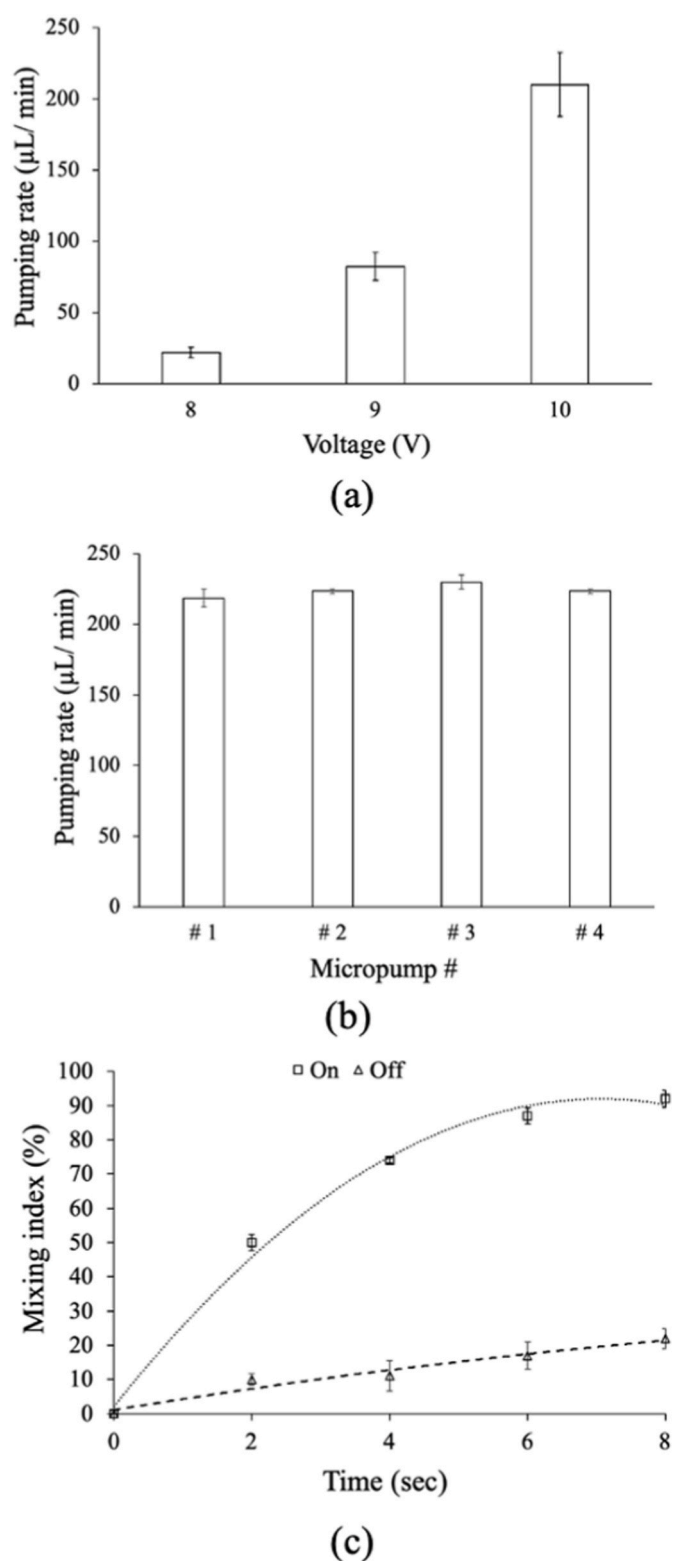 250
200
150
100
50
0
Pumping rate (µL/ min)
8 9 10
Voltage (V)
(a)
250
200
150
100
50
0
Pumping rate (µL/ min)
# 1 # 2 # 3 # 4
Micropump #
(b)
On Off
100
90
80
70
60
50
40
30
20
10
0
Mixing index (%)
0 2 4 6 8
Time (sec)
(c)